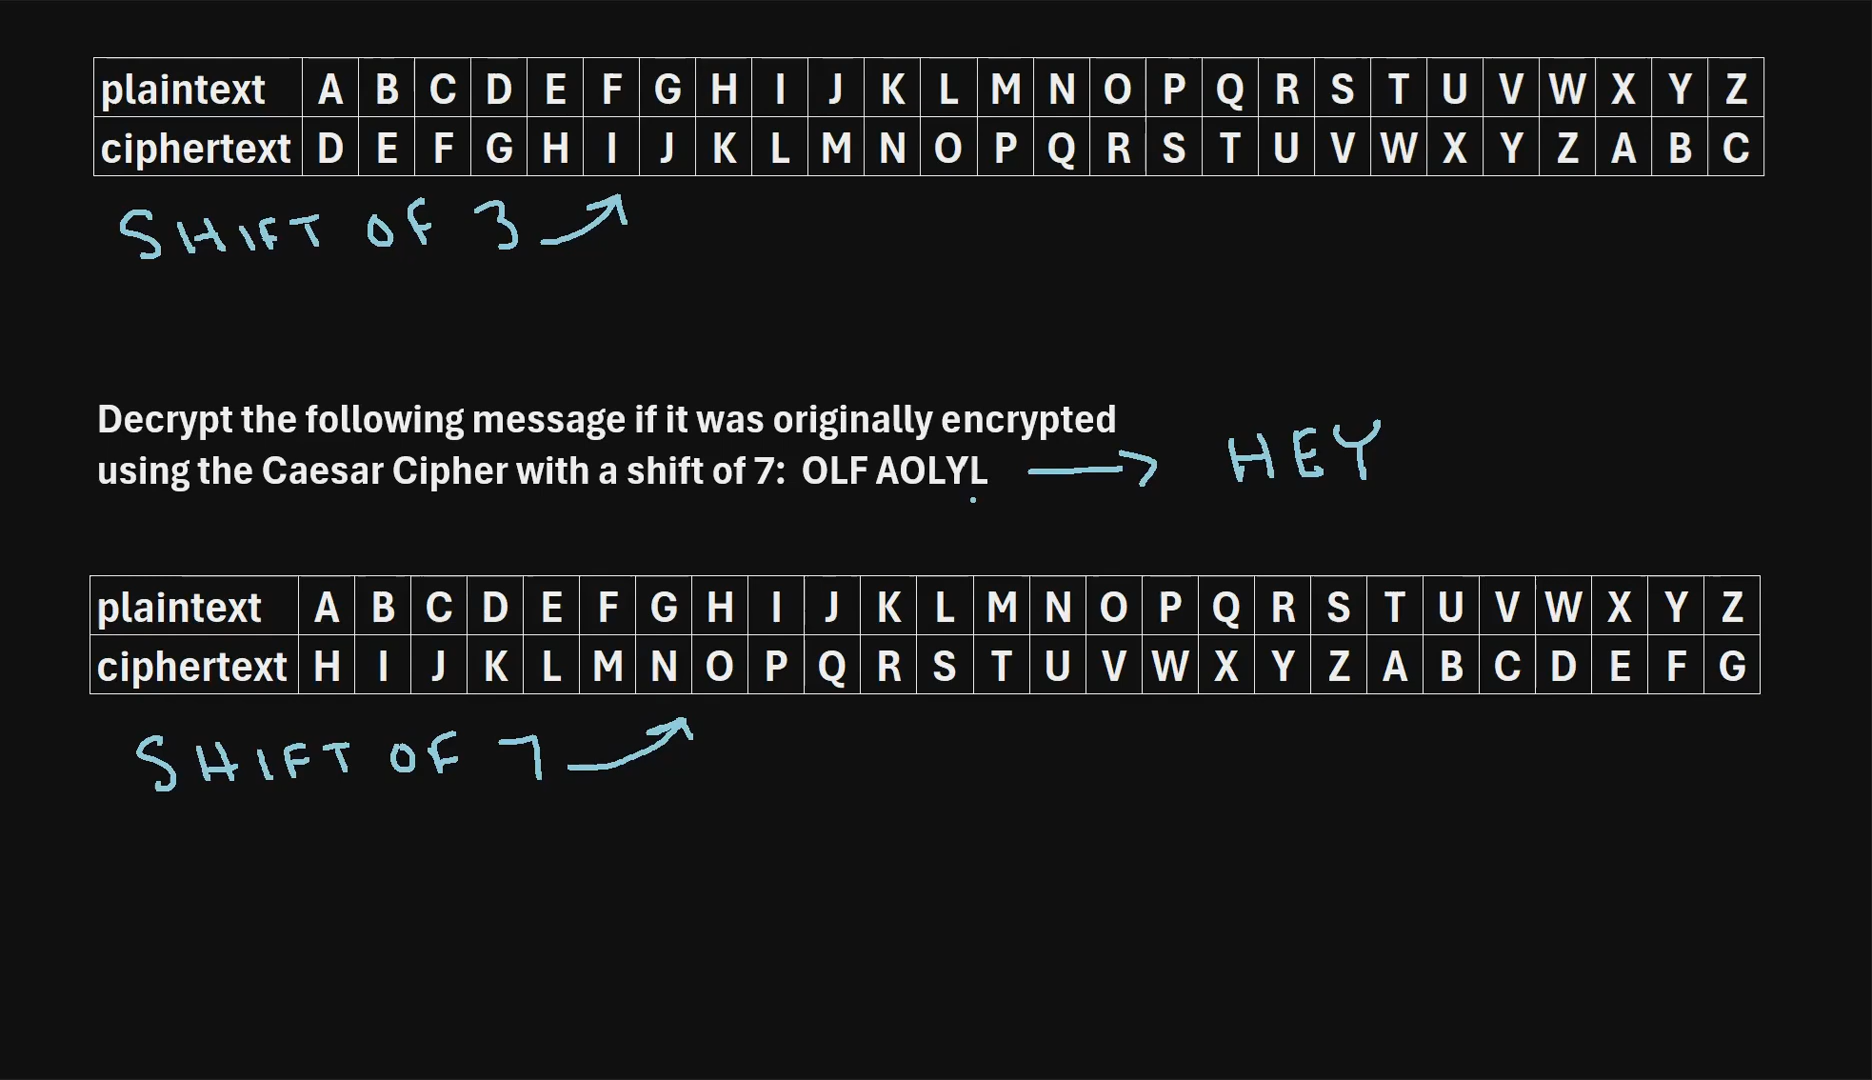 plaintext A B C D E F G H I J K L M N O P Q R S T U V W X Y Z
ciphertext D E F G H I J K L M N O P Q R S T U V W X Y Z A B C
SHIFT OF 3
Decrypt the following message if it was originally encrypted
using the Caesar Cipher with a shift of 7: OLF AOLYL HEY
plaintext A B C D E F G H I J K L M N O P Q R S T U V W X Y Z
ciphertext H I J K L M N O P Q R S T U V W X Y Z A B C D E F G
SHIFT OF 7